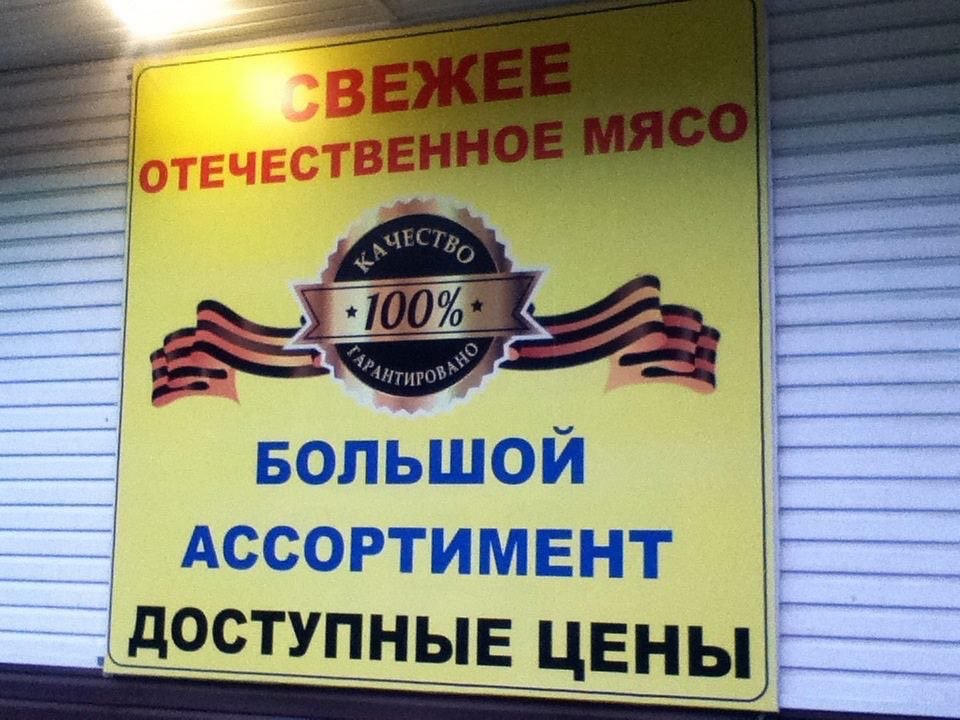 СВЕЖЕЕ
ОТЕЧЕСТВЕННОЕ МЯСО
КАЧЕСТВО
100%
ГАРАНТИРОВАНО
БОЛЬШОЙ
АССОРТИМЕНТ
ДОСТУПНЫЕ ЦЕНЫ